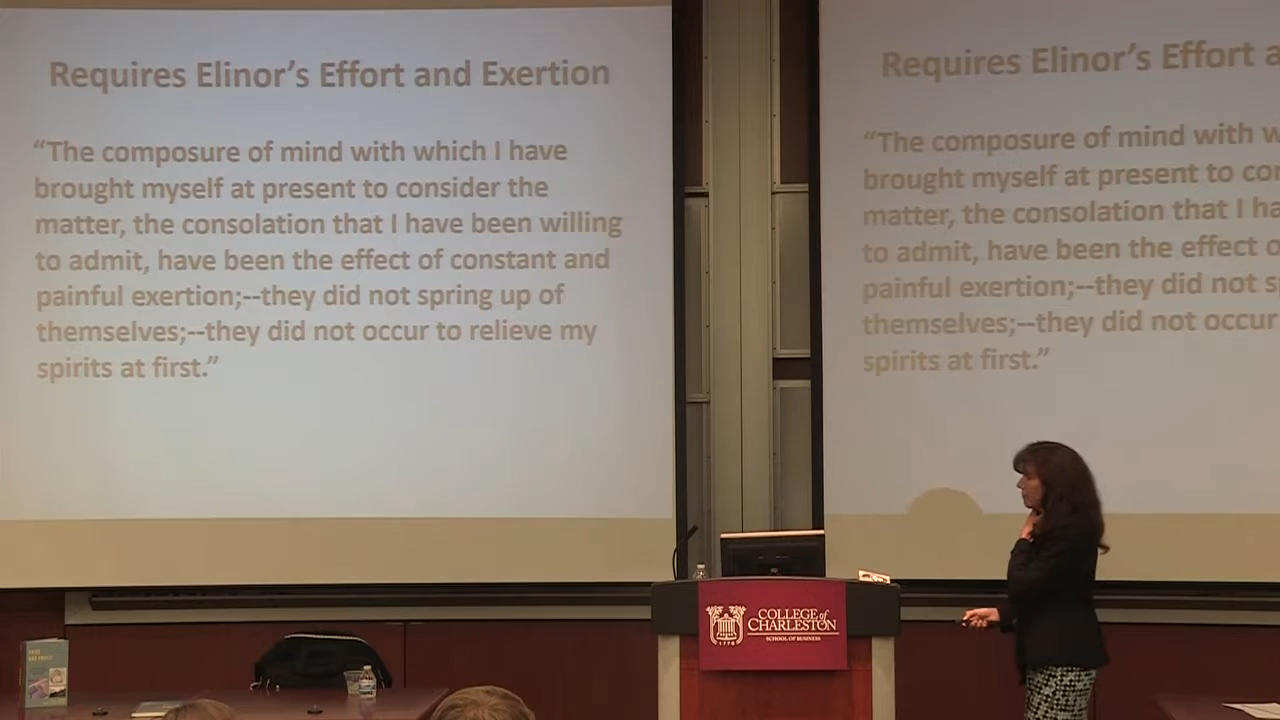 Requires Elinor's Effort and Exertion
“The composure of mind with which I have
brought myself at present to consider the
matter, the consolation that I have been willing
to admit, have been the effect of constant and
painful exertion;--they did not spring up of
themselves;--they did not occur to relieve my
spirits at first.”
Requires Elinor's Effort a
“The composure of mind with w
brought myself at present to co
matter, the consolation that I ha
to admit, have been the effect o
painful exertion;--they did not s
themselves;--they did not occur
spirits at first.”
COLLEGE of
CHARLESTON
SCHOOL OF BUSINESS
1770